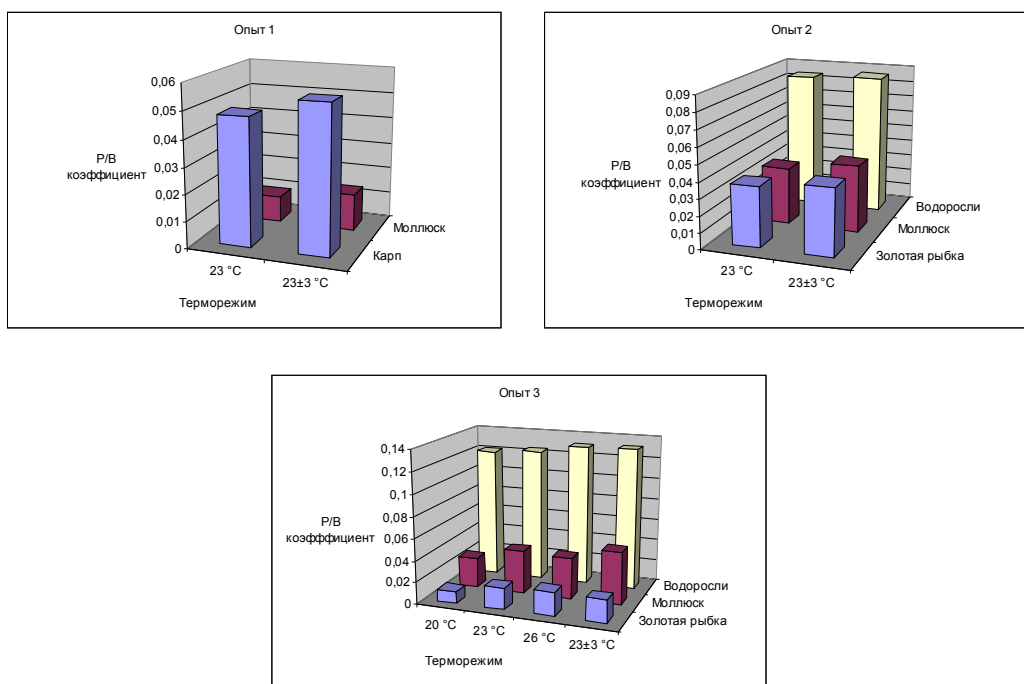 Опыт 1
0,06
0,05
0,04
0,03
0,02
0,01
0
P/B
коэффициент
23 °C
23±3 °C
Моллюск
Карп
Терморежим
Опыт 2
0,09
0,08
0,07
0,06
0,05
0,04
0,03
0,02
0,01
0
P/B
коэффициент
23 °C
23±3 °C
Водоросли
Моллюск
Золотая рыбка
Терморежим
Опыт 3
0,14
0,12
0,1
0,08
0,06
0,04
0,02
0
P/B
коэфффициент
20 °C
23 °C
26 °C
23±3 °C
Водоросли
Моллюск
Золотая рыбка
Терморежим